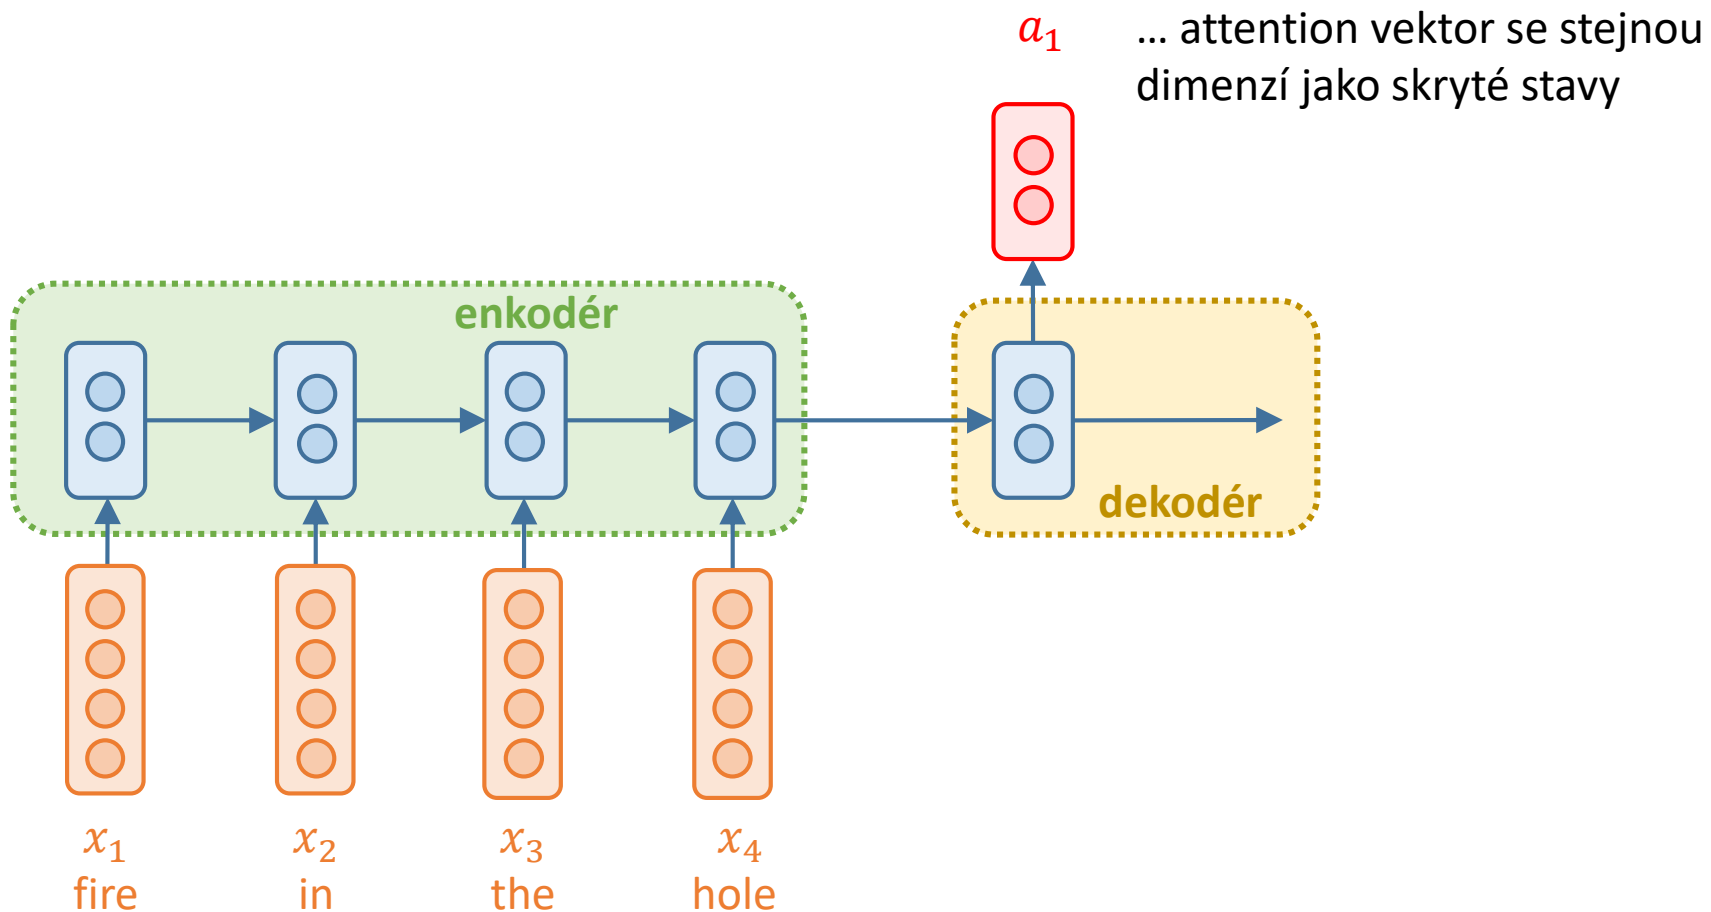 a₁ … attention vektor se stejnou
dimenzí jako skryté stavy
enkodér
dekodér
x₁ x₂ x₃ x₄
fire in the hole